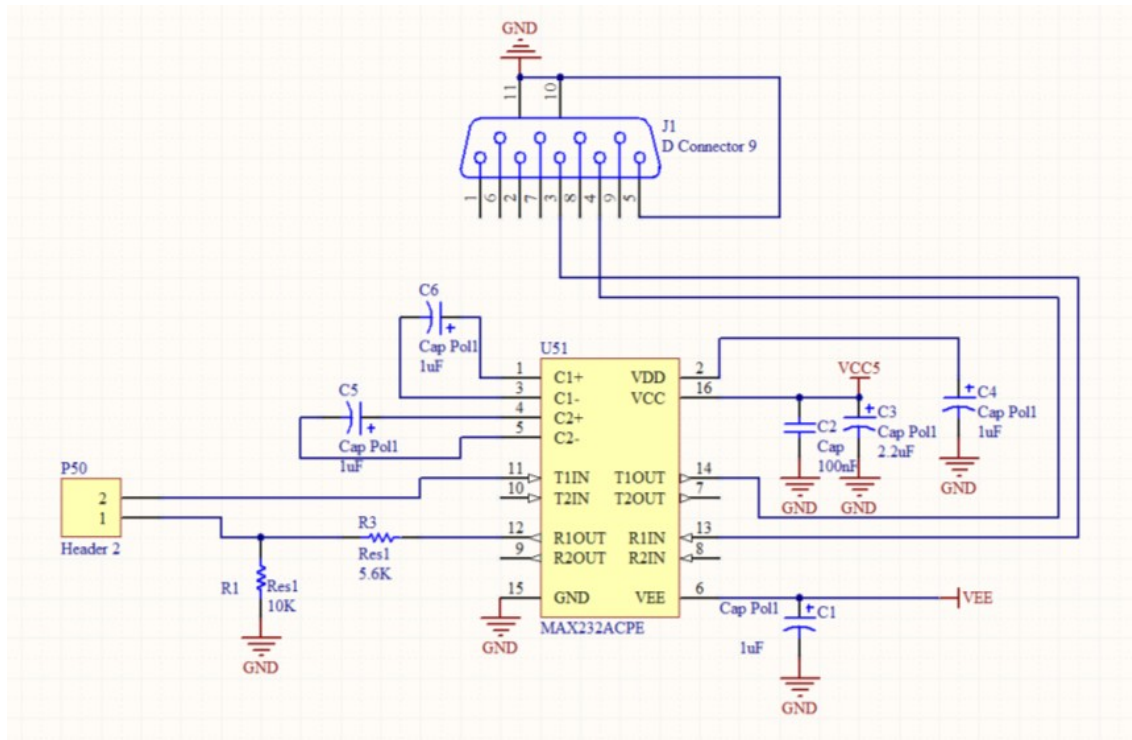 GND
11
10
J1
D Connector 9
1
6
2
7
3
8
4
9
5
C6
+
Cap Pol1
1uF
C5
+
Cap Pol1
1uF
U51
1 C1+ VDD 2
3 C1- VCC 16
4 C2+
5 C2-
11 T1IN T1OUT 14
10 T2IN T2OUT 7
12 R1OUT R1IN 13
9 R2OUT R2IN 8
15 GND VEE 6
MAX232ACPE
GND
VCC5
C2
Cap
100nF
GND
+ C3
Cap Pol1
2.2uF
GND
+ C4
Cap Pol1
1uF
GND
P50
2
1
Header 2
R3
Res1
5.6K
R1 Res1
10K
GND
Cap Pol1 + C1
1uF
VEE
GND